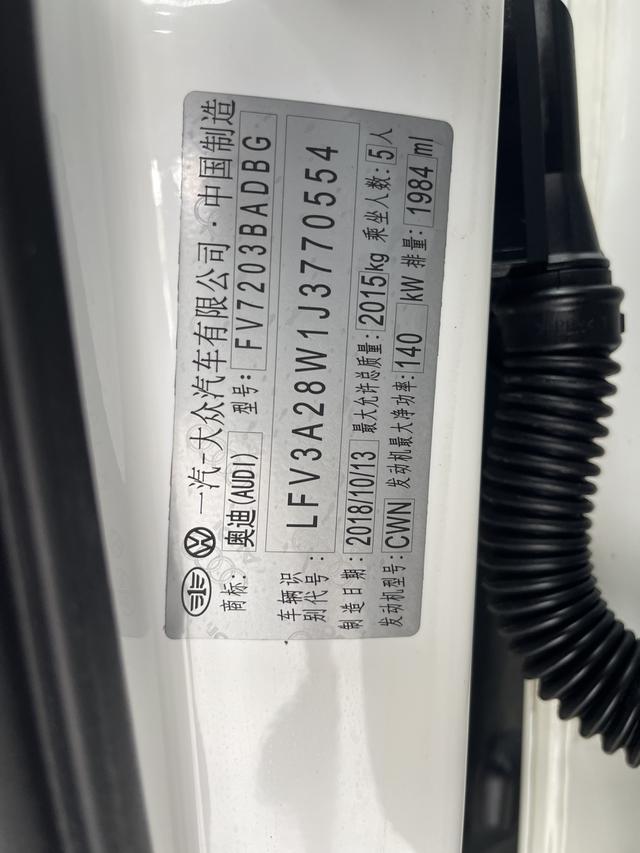 一汽-大众汽车有限公司·中国制造
商标: 奥迪(AUDI) 型号: FV7203BADBG
车辆识别代号: LFV3A28W1J3770554
制造日期: 2018/10/13 最大允许总质量: 2015kg 乘坐人数: 5人
发动机型号: CWN 发动机最大净功率: 140 kW 排量: 1984 ml